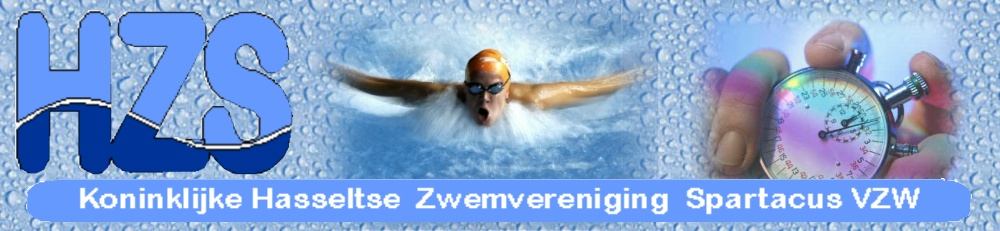 HZS
Koninklijke Hasseltse Zwemvereniging Spartacus VZW